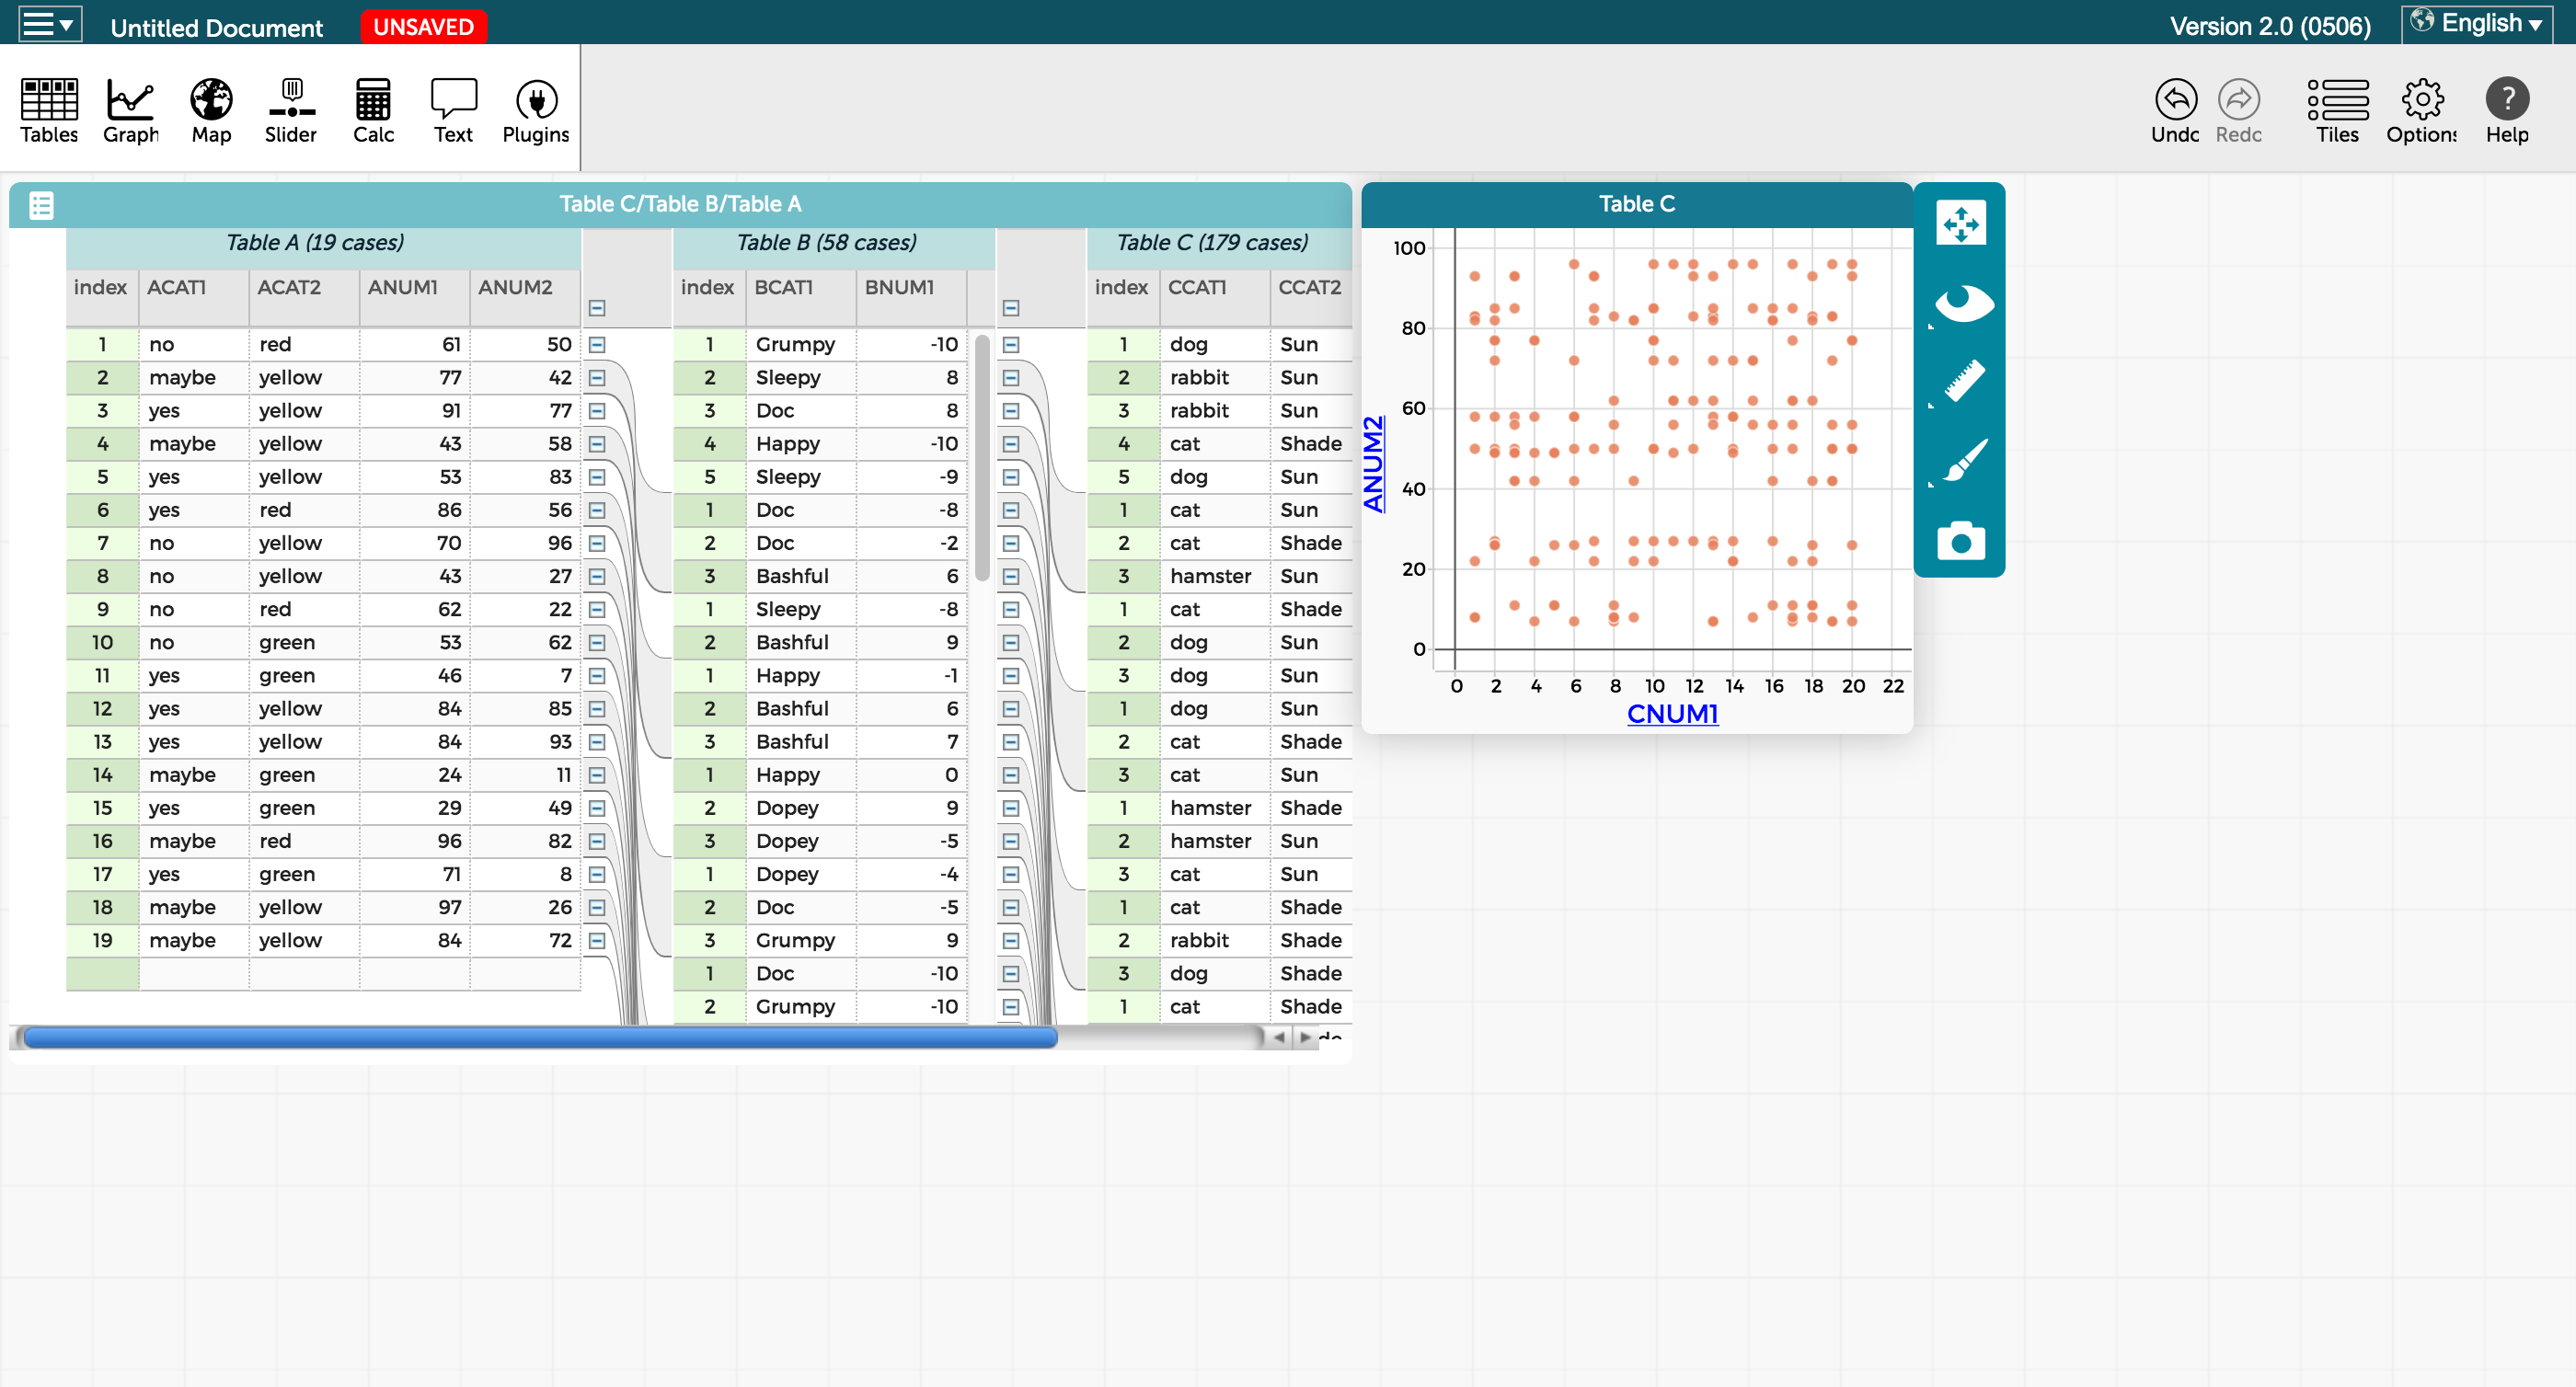 Untitled Document UNSAVED Version 2.0 (0506) English
Tables Graph Map Slider Calc Text Plugins Undo Redo Tiles Options ? Help
Table C/Table B/Table A
Table A (19 cases) Table B (58 cases) Table C (179 cases)
index ACAT1 ACAT2 ANUM1 ANUM2 index BCAT1 BNUM1 index CCAT1 CCAT2
1 no red 61 50 1 Grumpy -10 1 dog Sun
2 maybe yellow 77 42 2 Sleepy 8 2 rabbit Sun
3 yes yellow 91 77 3 Doc 8 3 rabbit Sun
4 maybe yellow 43 58 4 Happy -10 4 cat Shade
5 yes yellow 53 83 5 Sleepy -9 5 dog Sun
6 yes red 86 56 1 Doc -8 1 cat Sun
7 no yellow 70 96 2 Doc -2 2 cat Shade
8 no yellow 43 27 3 Bashful 6 3 hamster Sun
9 no red 62 22 1 Sleepy -8 1 cat Shade
10 no green 53 62 2 Bashful 9 2 dog Sun
11 yes green 46 7 1 Happy -1 3 dog Sun
12 yes yellow 84 85 2 Bashful 6 1 dog Sun
13 yes yellow 84 93 3 Bashful 7 2 cat Shade
14 maybe green 24 11 1 Happy 0 3 cat Sun
15 yes green 29 49 2 Dopey 9 1 hamster Shade
16 maybe red 96 82 3 Dopey -5 2 hamster Sun
17 yes green 71 8 1 Dopey -4 3 cat Sun
18 maybe yellow 97 26 2 Doc -5 1 cat Shade
19 maybe yellow 84 72 3 Grumpy 9 2 rabbit Shade
1 Doc -10 3 dog Shade
2 Grumpy -10 1 cat Shade
Table C
100
80
60
40
20
0
ANUM2
0 2 4 6 8 10 12 14 16 18 20 22
CNUM1